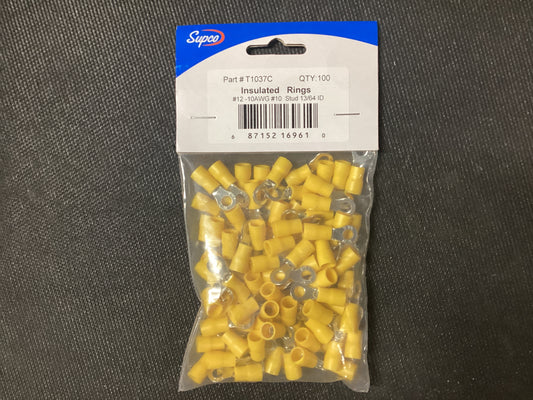 Supco
Part # T1037C QTY:100
Insulated Rings
#12 -10AWG #10 Stud 13/64 ID
6 87152 16961 0